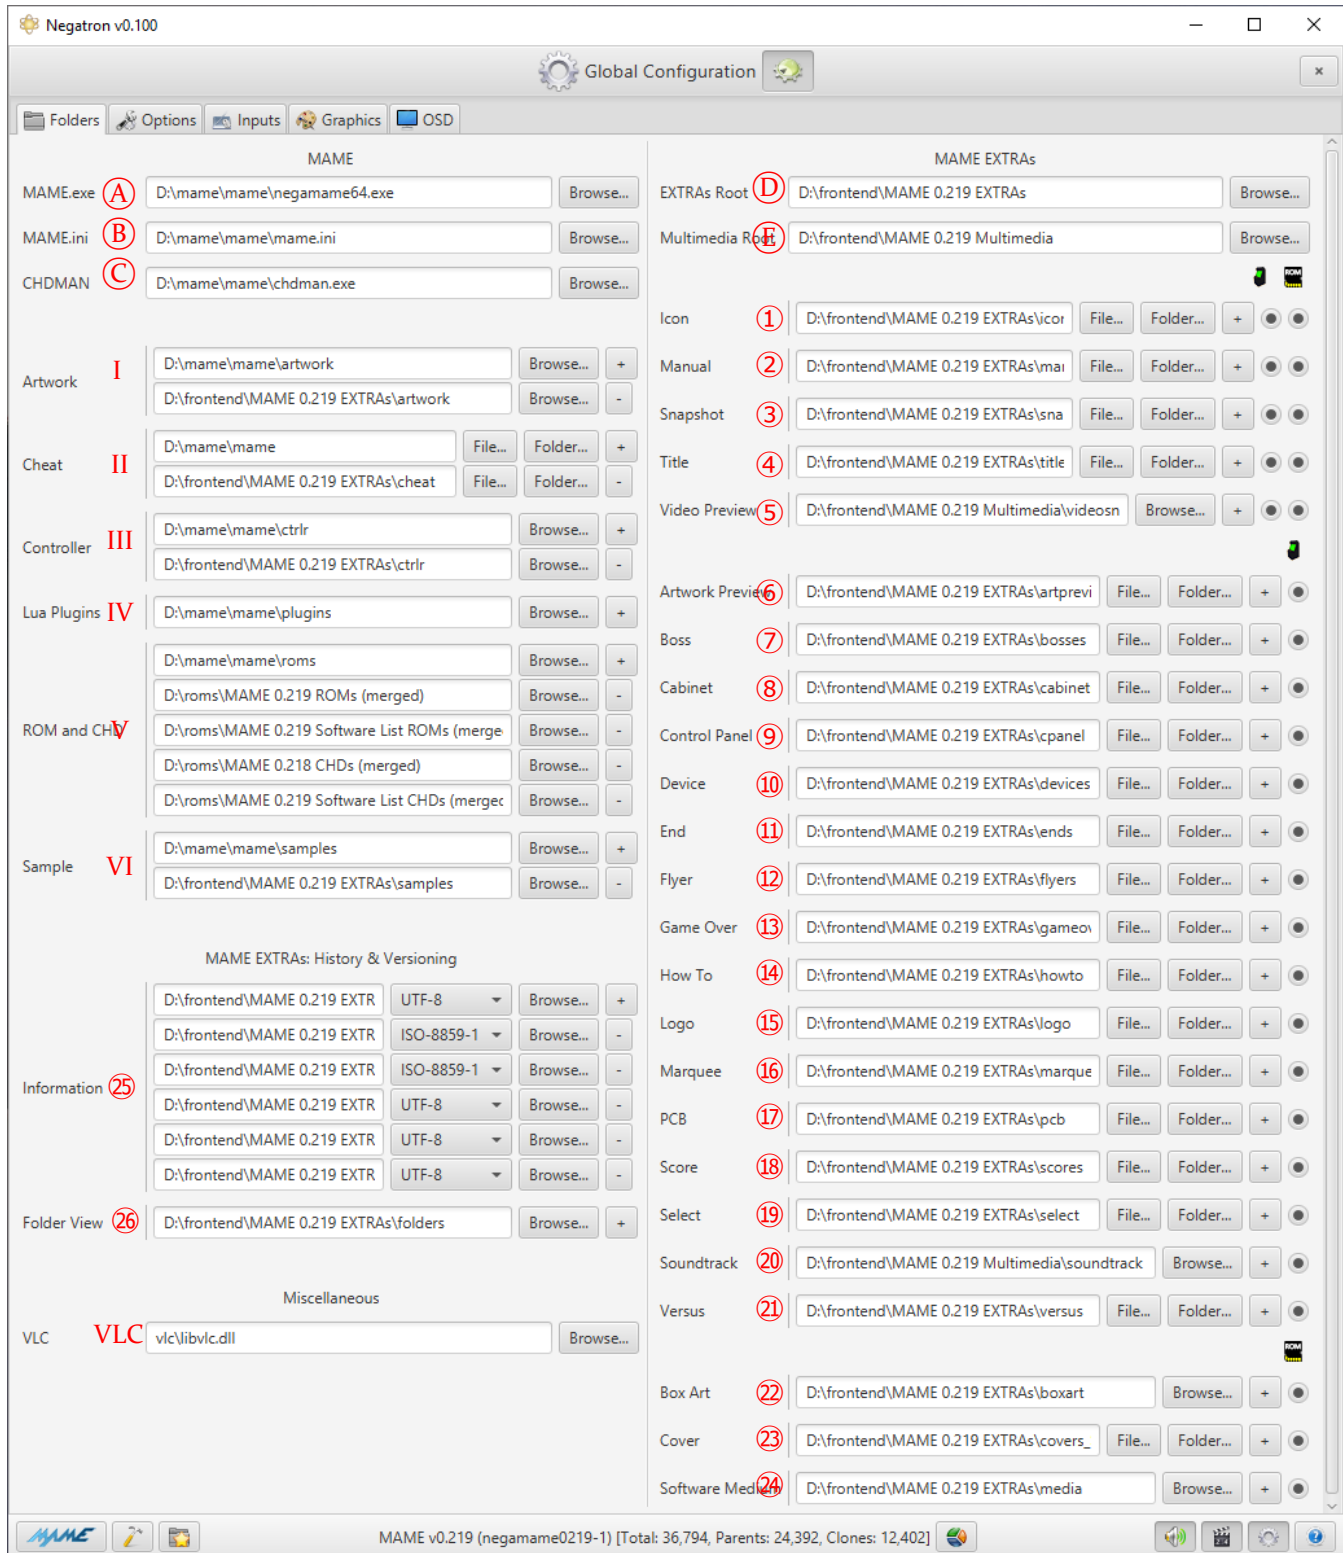 Negatron v0.100
Global Configuration
Folders Options Inputs Graphics OSD
MAME
MAME.exe Ⓐ D:\mame\mame\negamame64.exe Browse...
MAME.ini Ⓑ D:\mame\mame\mame.ini Browse...
CHDMAN Ⓒ D:\mame\mame\chdman.exe Browse...
Artwork I D:\mame\mame\artwork Browse... +
D:\frontend\MAME 0.219 EXTRAs\artwork Browse... -
Cheat II D:\mame\mame File... Folder... +
D:\frontend\MAME 0.219 EXTRAs\cheat File... Folder... -
Controller III D:\mame\mame\ctrlr Browse... +
D:\frontend\MAME 0.219 EXTRAs\ctrlr Browse... -
Lua Plugins IV D:\mame\mame\plugins Browse... +
ROM and CHD V D:\mame\mame\roms Browse... +
D:\roms\MAME 0.219 ROMs (merged) Browse... -
D:\roms\MAME 0.219 Software List ROMs (merge Browse... -
D:\roms\MAME 0.218 CHDs (merged) Browse... -
D:\roms\MAME 0.219 Software List CHDs (mergec Browse... -
Sample VI D:\mame\mame\samples Browse... +
D:\frontend\MAME 0.219 EXTRAs\samples Browse... -
MAME EXTRAs: History & Versioning
Information ㉕ D:\frontend\MAME 0.219 EXTR UTF-8 Browse... +
D:\frontend\MAME 0.219 EXTR ISO-8859-1 Browse... -
D:\frontend\MAME 0.219 EXTR ISO-8859-1 Browse... -
D:\frontend\MAME 0.219 EXTR UTF-8 Browse... -
D:\frontend\MAME 0.219 EXTR UTF-8 Browse... -
D:\frontend\MAME 0.219 EXTR UTF-8 Browse... -
Folder View ㉖ D:\frontend\MAME 0.219 EXTRAs\folders Browse... +
Miscellaneous
VLC VLC vlc\libvlc.dll Browse...
MAME EXTRAs
EXTRAs Root Ⓓ D:\frontend\MAME 0.219 EXTRAs Browse...
Multimedia Root Ⓔ D:\frontend\MAME 0.219 Multimedia Browse...
ROM
Icon ① D:\frontend\MAME 0.219 EXTRAs\icor File... Folder... +
Manual ② D:\frontend\MAME 0.219 EXTRAs\mai File... Folder... +
Snapshot ③ D:\frontend\MAME 0.219 EXTRAs\sna File... Folder... +
Title ④ D:\frontend\MAME 0.219 EXTRAs\title File... Folder... +
Video Preview ⑤ D:\frontend\MAME 0.219 Multimedia\videosn Browse... +
Artwork Preview ⑥ D:\frontend\MAME 0.219 EXTRAs\artprevi File... Folder... +
Boss ⑦ D:\frontend\MAME 0.219 EXTRAs\bosses File... Folder... +
Cabinet ⑧ D:\frontend\MAME 0.219 EXTRAs\cabinet File... Folder... +
Control Panel ⑨ D:\frontend\MAME 0.219 EXTRAs\cpanel File... Folder... +
Device ⑩ D:\frontend\MAME 0.219 EXTRAs\devices File... Folder... +
End ⑪ D:\frontend\MAME 0.219 EXTRAs\ends File... Folder... +
Flyer ⑫ D:\frontend\MAME 0.219 EXTRAs\flyers File... Folder... +
Game Over ⑬ D:\frontend\MAME 0.219 EXTRAs\gameov File... Folder... +
How To ⑭ D:\frontend\MAME 0.219 EXTRAs\howto File... Folder... +
Logo ⑮ D:\frontend\MAME 0.219 EXTRAs\logo File... Folder... +
Marquee ⑯ D:\frontend\MAME 0.219 EXTRAs\marque File... Folder... +
PCB ⑰ D:\frontend\MAME 0.219 EXTRAs\pcb File... Folder... +
Score ⑱ D:\frontend\MAME 0.219 EXTRAs\scores File... Folder... +
Select ⑲ D:\frontend\MAME 0.219 EXTRAs\select File... Folder... +
Soundtrack ⑳ D:\frontend\MAME 0.219 Multimedia\soundtrack Browse... +
Versus ㉑ D:\frontend\MAME 0.219 EXTRAs\versus File... Folder... +
ROM
Box Art ㉒ D:\frontend\MAME 0.219 EXTRAs\boxart Browse... +
Cover ㉓ D:\frontend\MAME 0.219 EXTRAs\covers_ File... Folder... +
Software Medium ㉔ D:\frontend\MAME 0.219 EXTRAs\media Browse... +
MAME MAME v0.219 (negamame0219-1) [Total: 36,794, Parents: 24,392, Clones: 12,402]